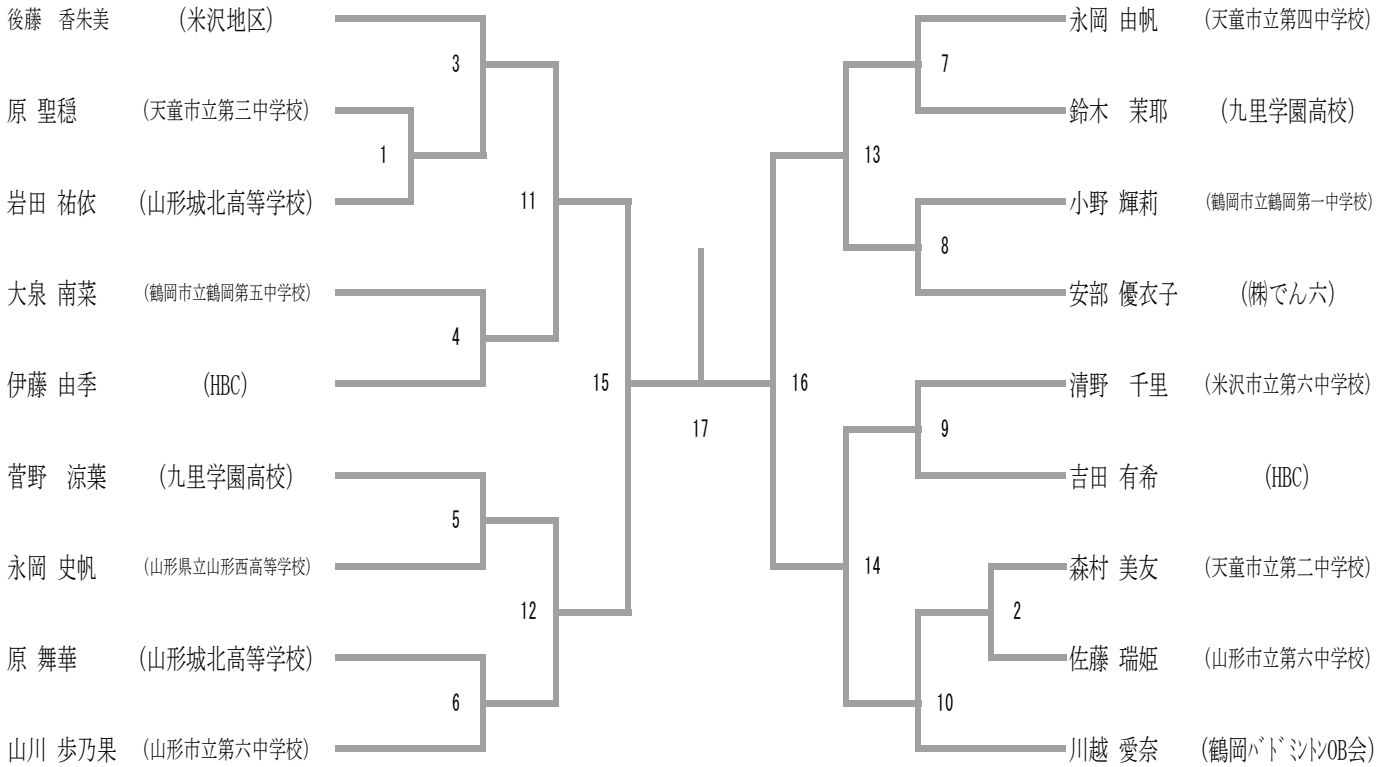 後藤　香朱美 (米沢地区)
3
原 聖穏 (天童市立第三中学校)
1
岩田 祐依 (山形城北高等学校)
11
大泉 南菜 (鶴岡市立鶴岡第五中学校)
4
伊藤 由季 (HBC)
15
菅野　涼葉 (九里学園高校)
5
永岡 史帆 (山形県立山形西高等学校)
12
原 舞華 (山形城北高等学校)
6
山川 歩乃果 (山形市立第六中学校)
17
永岡 由帆 (天童市立第四中学校)
7
鈴木　茉耶 (九里学園高校)
13
小野 輝莉 (鶴岡市立鶴岡第一中学校)
8
安部 優衣子 (㈱でん六)
16
清野　千里 (米沢市立第六中学校)
9
吉田 有希 (HBC)
14
森村 美友 (天童市立第二中学校)
2
佐藤 瑞姫 (山形市立第六中学校)
10
川越 愛奈 (鶴岡ﾊﾞﾄﾞﾐﾝﾄﾝOB会)